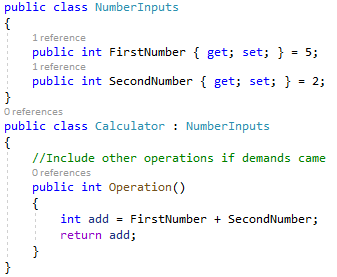 public class NumberInputs
{
1 reference
public int FirstNumber { get; set; } = 5;
1 reference
public int SecondNumber { get; set; } = 2;
}
0 references
public class Calculator : NumberInputs
{
//Include other operations if demands came
0 references
public int Operation()
{
int add = FirstNumber + SecondNumber;
return add;
}
}